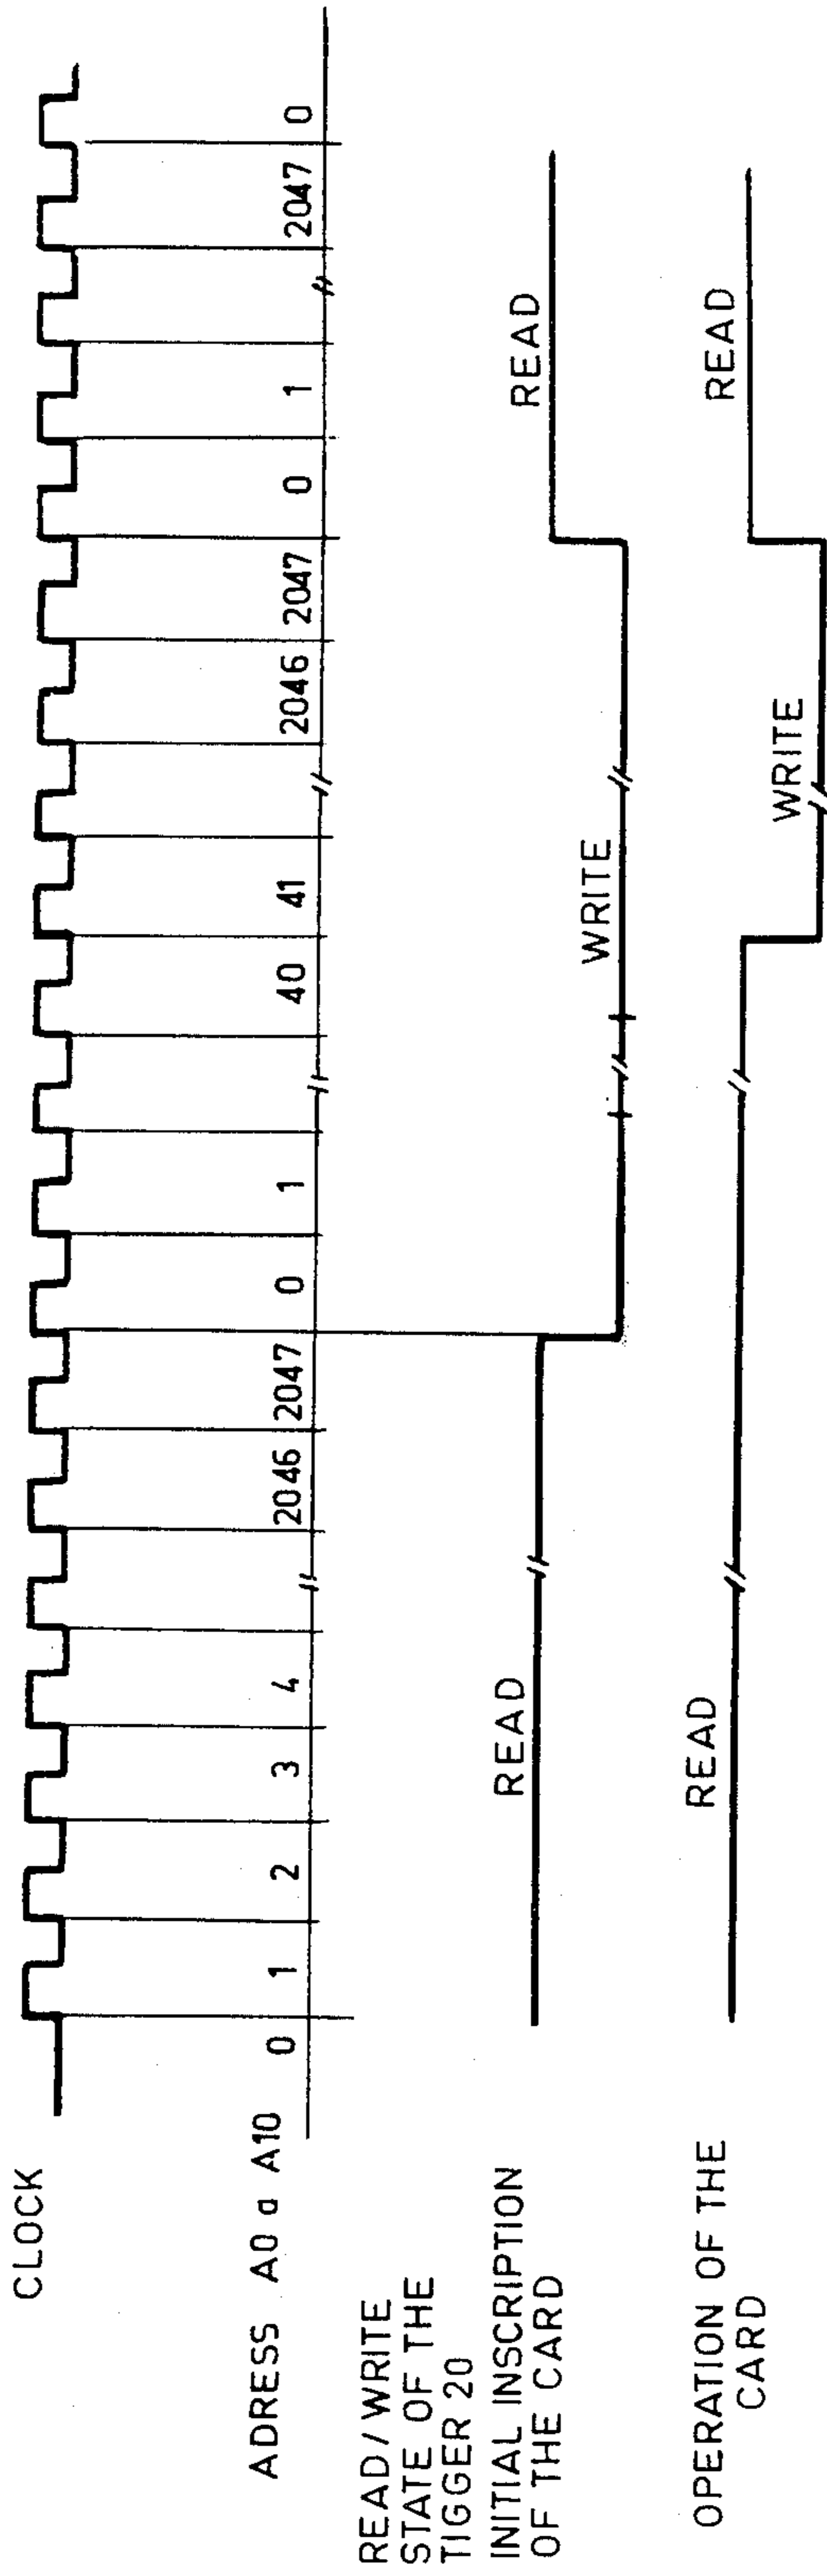 CLOCK
ADRESS A0 a A10
0 1 2 3 4 2046 2047 0 1 40 41 2046 2047 0 1 2047 0
READ/WRITE
STATE OF THE
TIGGER 20
INITIAL INSCRIPTION
OF THE CARD
READ
WRITE
READ
OPERATION OF THE
CARD
READ
WRITE
READ